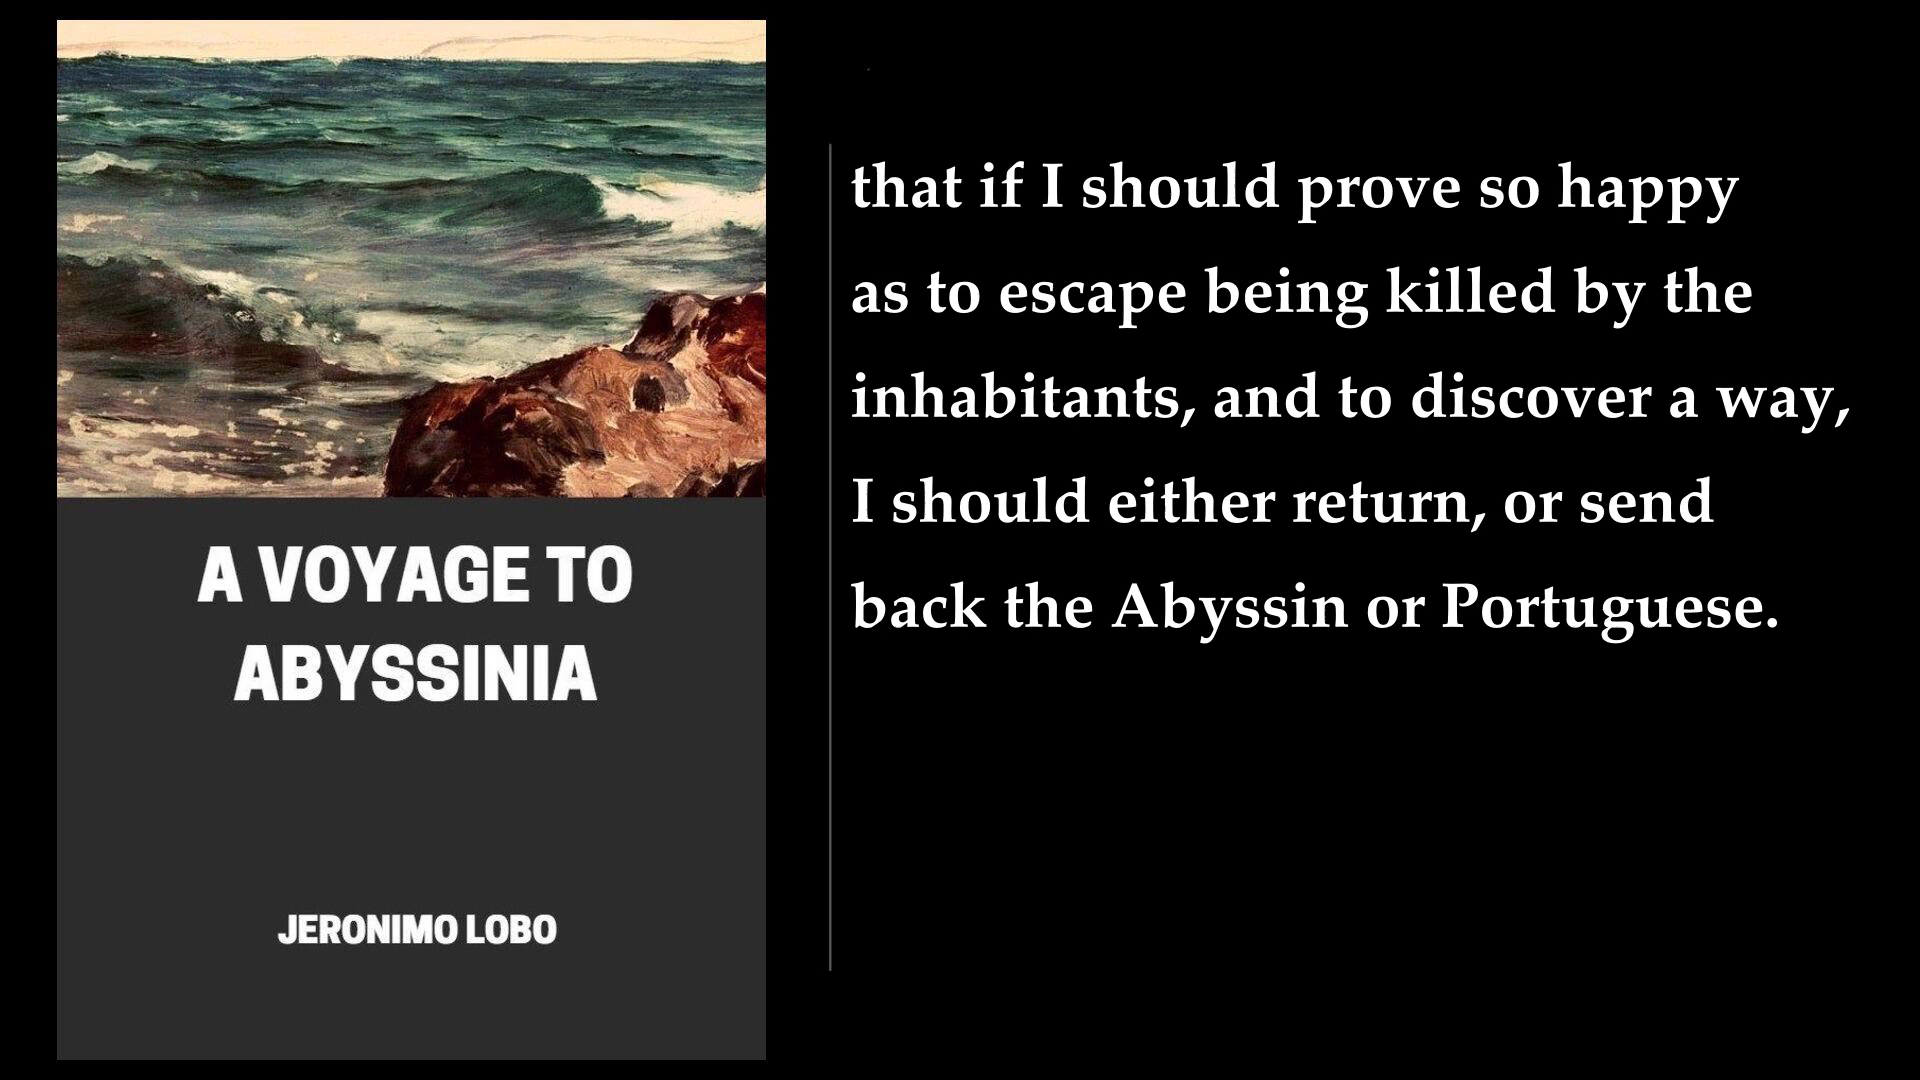 A VOYAGE TO
ABYSSINIA
JERONIMO LOBO
that if I should prove so happy
as to escape being killed by the
inhabitants, and to discover a way,
I should either return, or send
back the Abyssin or Portuguese.